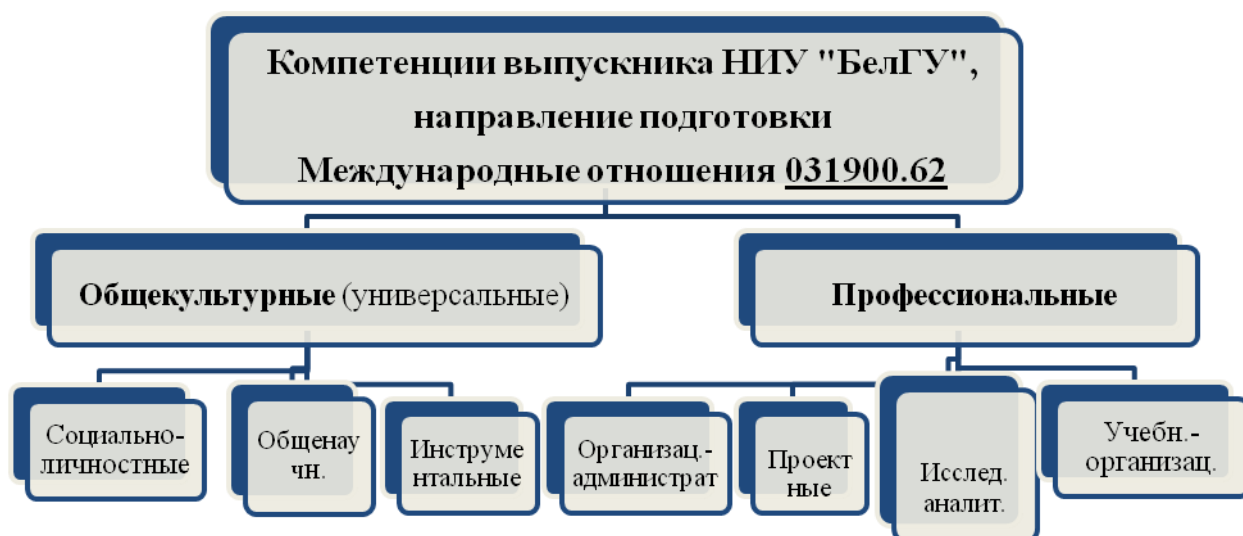 Компетенции выпускника НИУ "БелГУ",
направление подготовки
Международные отношения 031900.62
Общекультурные (универсальные)
Профессиональные
Социально-
личностные
Общенау
чн.
Инструме
нтальные
Организац.-
администрат
Проект
ные
Исслед.
аналит.
Учебн.-
организац.